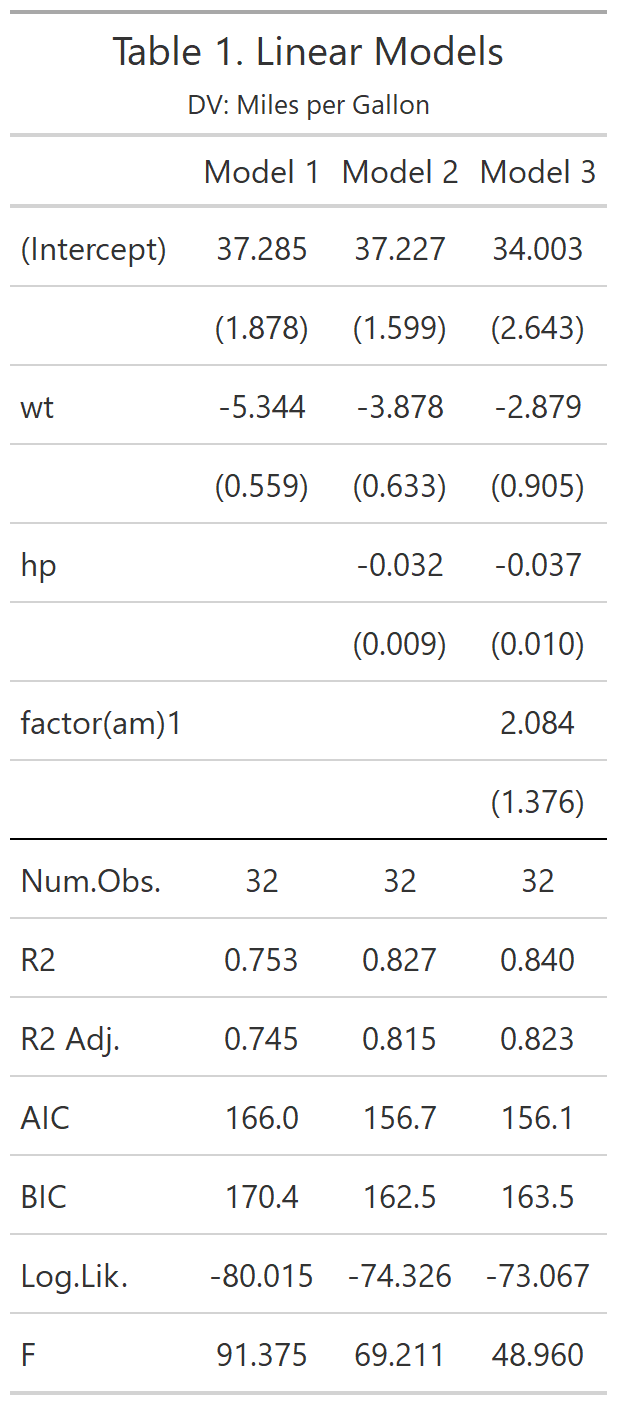 Table 1. Linear Models
DV: Miles per Gallon
Model 1 Model 2 Model 3
(Intercept) 37.285 37.227 34.003
(1.878) (1.599) (2.643)
wt -5.344 -3.878 -2.879
(0.559) (0.633) (0.905)
hp -0.032 -0.037
(0.009) (0.010)
factor(am)1 2.084
(1.376)
Num.Obs. 32 32 32
R2 0.753 0.827 0.840
R2 Adj. 0.745 0.815 0.823
AIC 166.0 156.7 156.1
BIC 170.4 162.5 163.5
Log.Lik. -80.015 -74.326 -73.067
F 91.375 69.211 48.960